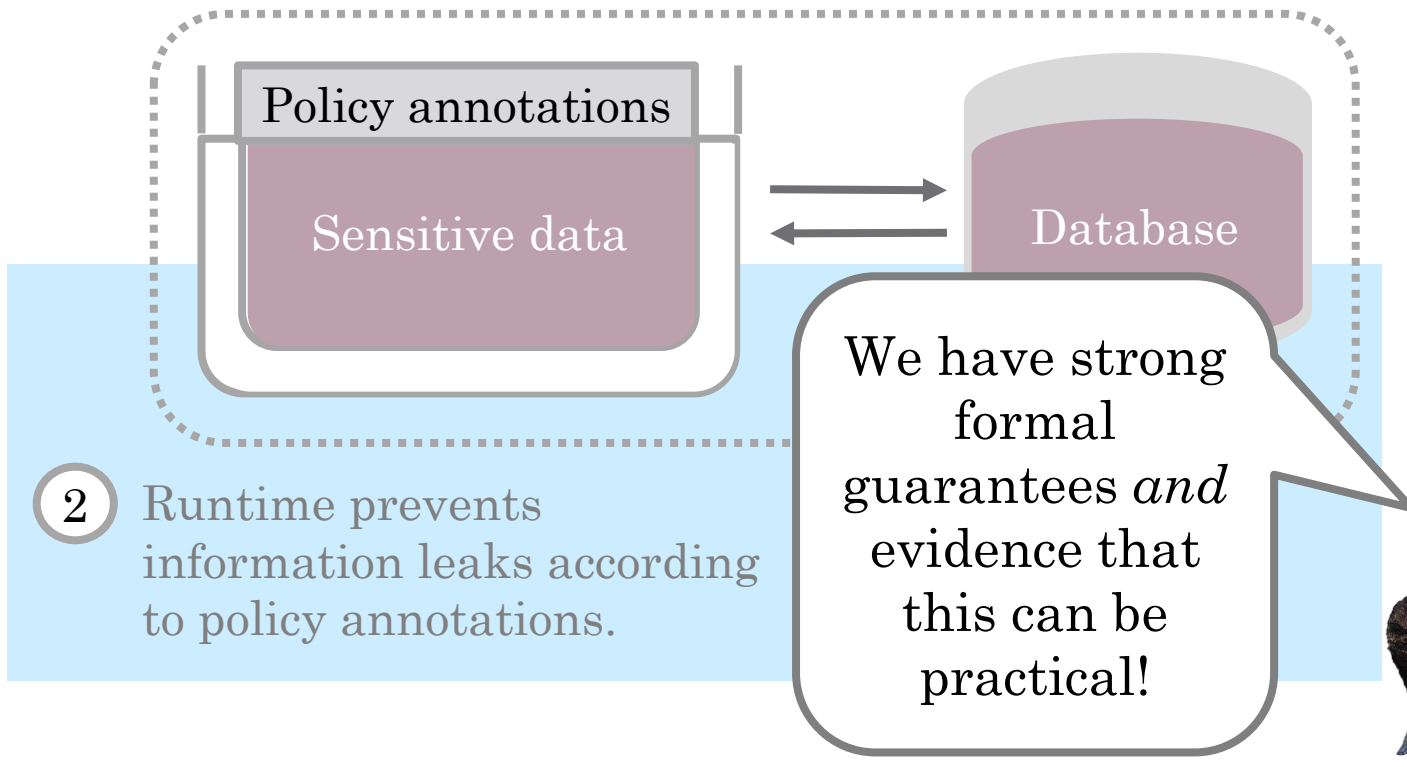 Policy annotations
Sensitive data
Database
We have strong
formal
guarantees and
evidence that
this can be
practical!
2
Runtime prevents
information leaks according
to policy annotations.